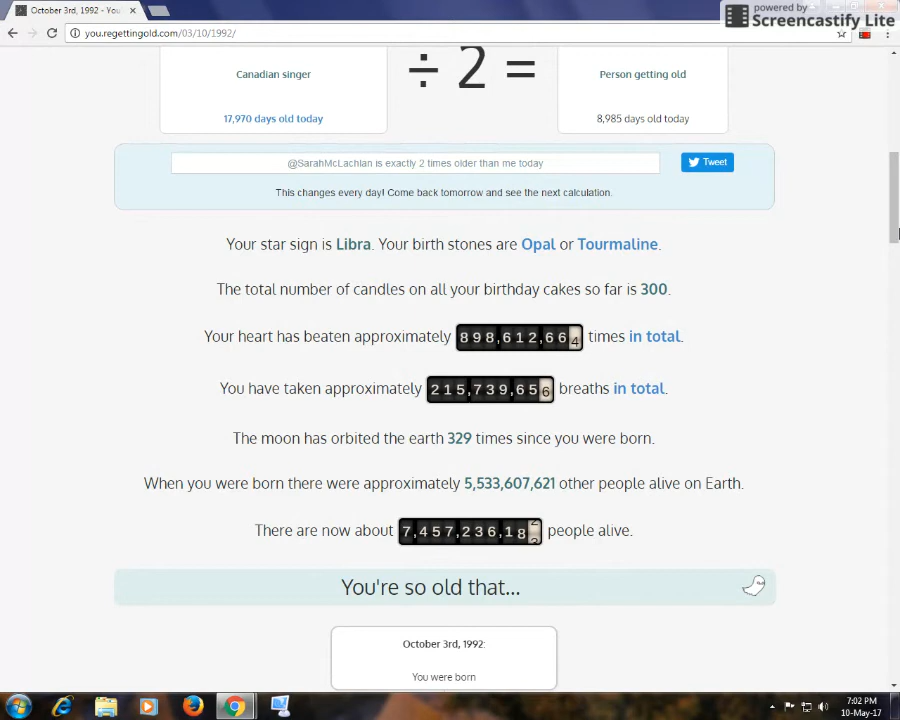 October 3rd, 1992 - You
powered by
Screencastify Lite
you.regettingold.com/03/10/1992/
Canadian singer
÷ 2 =
Person getting old
17,970 days old today
8,985 days old today
@SarahMcLachlan is exactly 2 times older than me today
Tweet
This changes every day! Come back tomorrow and see the next calculation.
Your star sign is Libra. Your birth stones are Opal or Tourmaline.
The total number of candles on all your birthday cakes so far is 300.
Your heart has beaten approximately 898,612,664 times in total.
You have taken approximately 215,739,656 breaths in total.
The moon has orbited the earth 329 times since you were born.
When you were born there were approximately 5,533,607,621 other people alive on Earth.
There are now about 7,457,236,18 people alive.
You're so old that...
October 3rd, 1992:
You were born
7:02 PM
10-May-17